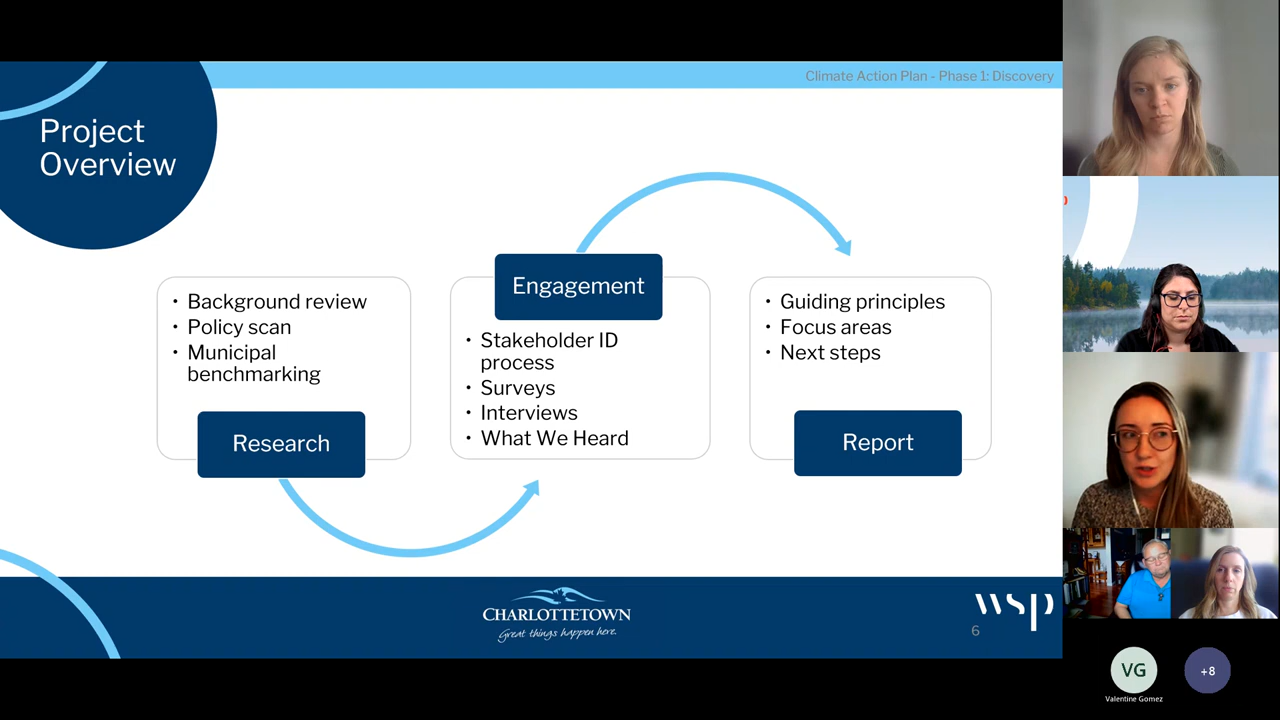 Climate Action Plan - Phase 1: Discovery
Project
Overview
• Background review
• Policy scan
• Municipal
benchmarking
Research
Engagement
• Stakeholder ID
process
• Surveys
• Interviews
• What We Heard
• Guiding principles
• Focus areas
• Next steps
Report
CHARLOTTETOWN
Great things happen here.
wsp
6
VG
Valentine Gomez
+8